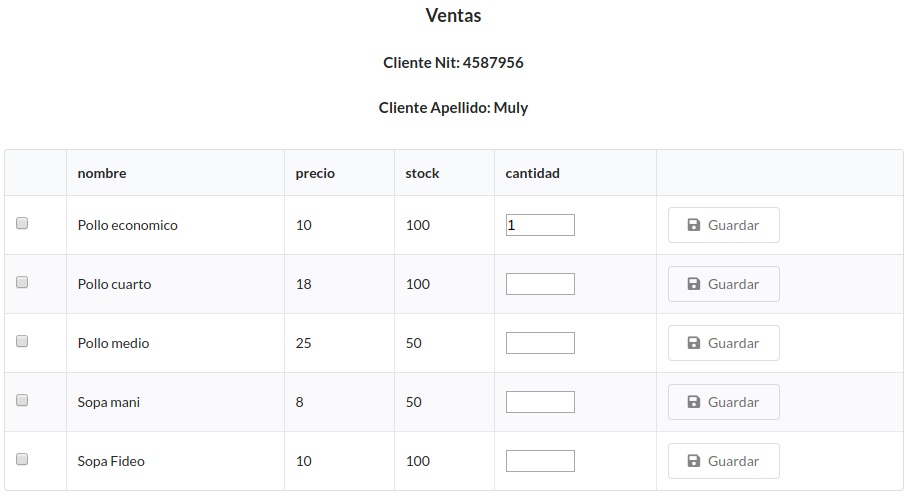 Ventas
Cliente Nit: 4587956
Cliente Apellido: Muly
nombre precio stock cantidad
Pollo economico 10 100 1 Guardar
Pollo cuarto 18 100 Guardar
Pollo medio 25 50 Guardar
Sopa mani 8 50 Guardar
Sopa Fideo 10 100 Guardar